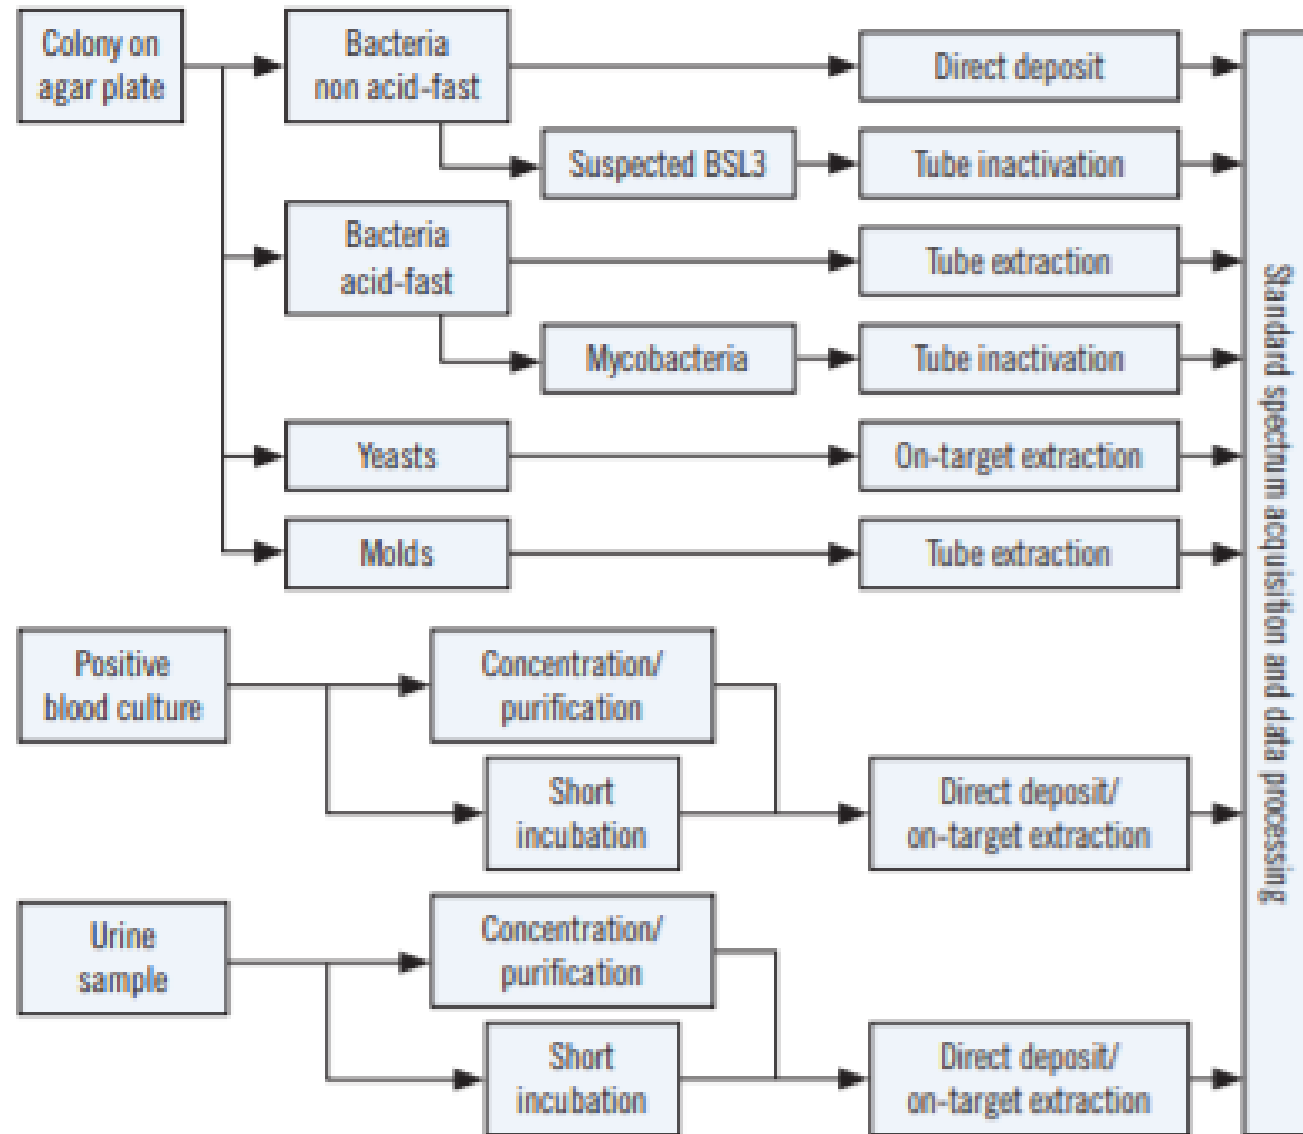 Colony on
agar plate
Bacteria
non acid-fast
Direct deposit
Suspected BSL3
Tube inactivation
Bacteria
acid-fast
Tube extraction
Mycobacteria
Tube inactivation
Yeasts
On-target extraction
Molds
Tube extraction
Positive
blood culture
Concentration/
purification
Short
incubation
Direct deposit/
on-target extraction
Urine
sample
Concentration/
purification
Short
incubation
Direct deposit/
on-target extraction
Standard spectrum acquisition and data processing